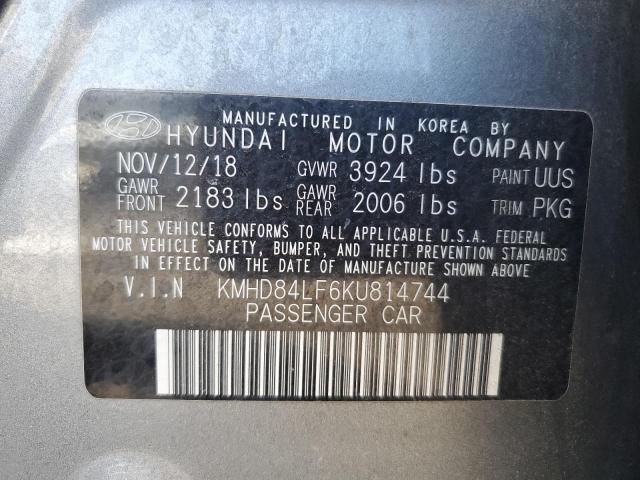 MANUFACTURED IN KOREA BY
HYUNDAI MOTOR COMPANY
NOV/12/18 GVWR 3924 lbs PAINT UUS
GAWR FRONT 2183 lbs GAWR REAR 2006 lbs TRIM PKG
THIS VEHICLE CONFORMS TO ALL APPLICABLE U.S.A. FEDERAL
MOTOR VEHICLE SAFETY, BUMPER, AND THEFT PREVENTION STANDARDS
IN EFFECT ON THE DATE OF MANUFACTURE SHOWN ABOVE.
V.I.N KMHD84LF6KU814744
PASSENGER CAR